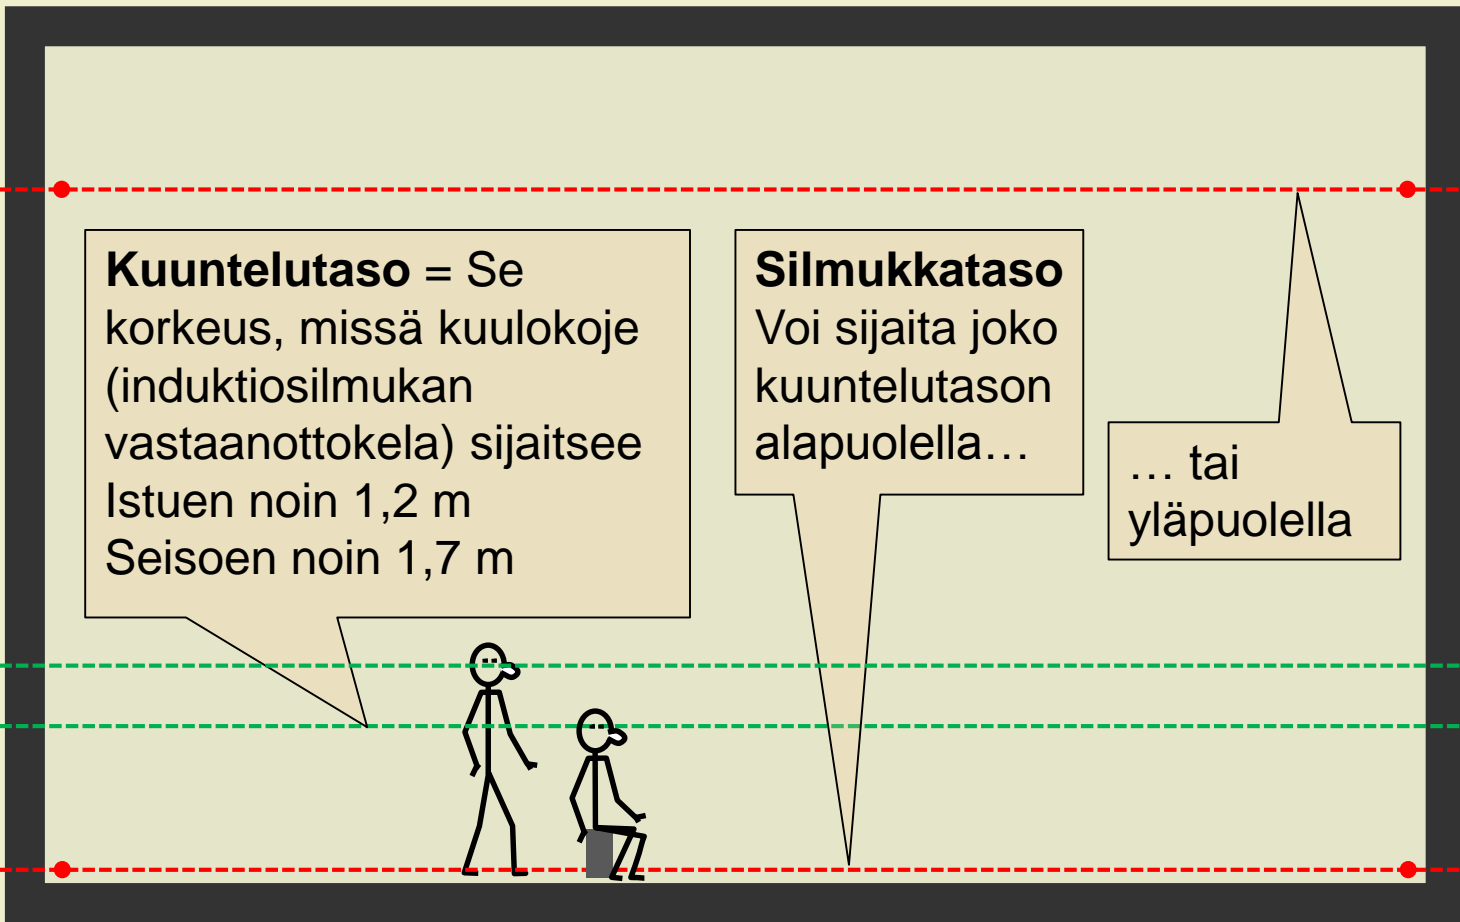 Kuuntelutaso = Se
korkeus, missä kuulokoje
(induktiosilmukan
vastaanottokela) sijaitsee
Istuen noin 1,2 m
Seisoen noin 1,7 m
Silmukkataso
Voi sijaita joko
kuuntelutason
alapuolella…
… tai
yläpuolella